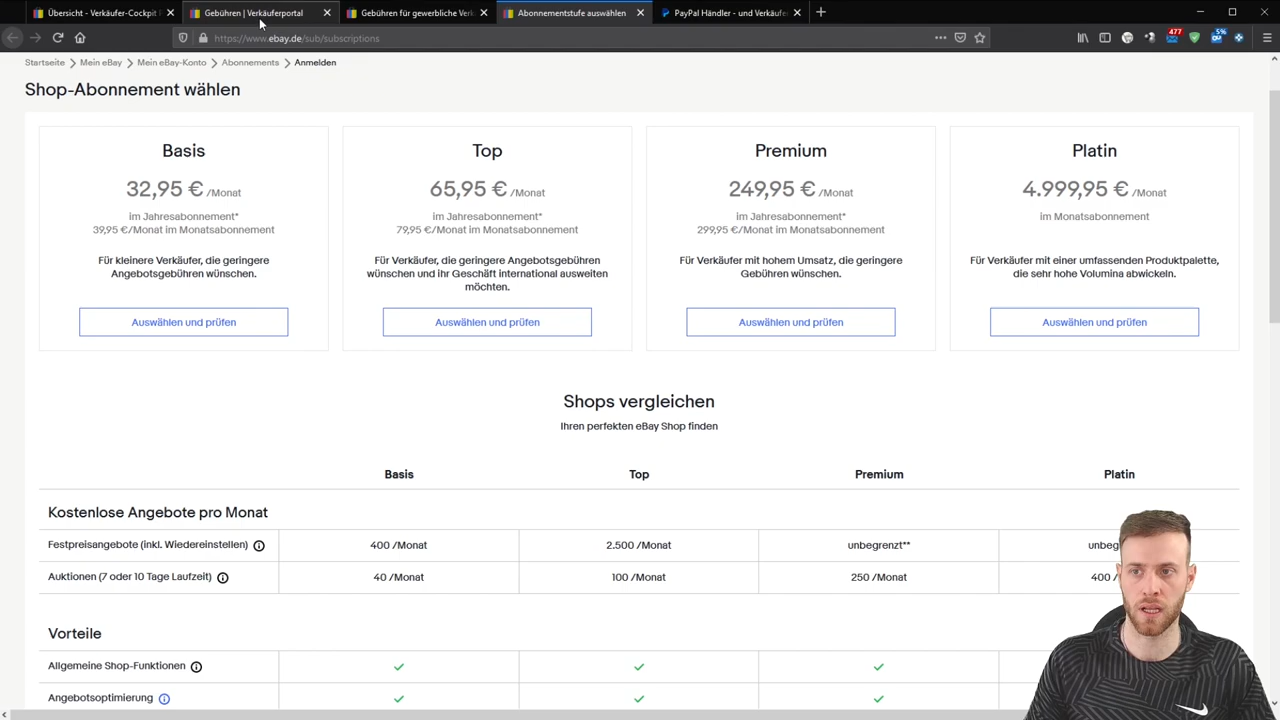 Übersicht - Verkäufer-Cockpit P
Gebühren | Verkäuferportal
Gebühren für gewerbliche Verk
Abonnementstufe auswählen
PayPal Händler - und Verkäufer
https://www.ebay.de/sub/subscriptions
477
5%
Startseite
Mein eBay
Mein eBay-Konto
Abonnements
Anmelden
Shop-Abonnement wählen
Basis
32,95 € /Monat
im Jahresabonnement*
39,95 €/Monat im Monatsabonnement
Für kleinere Verkäufer, die geringere
Angebotsgebühren wünschen.
Auswählen und prüfen
Top
65,95 € /Monat
im Jahresabonnement*
79,95 €/Monat im Monatsabonnement
Für Verkäufer, die geringere Angebotsgebühren
wünschen und ihr Geschäft international ausweiten
möchten.
Auswählen und prüfen
Premium
249,95 € /Monat
im Jahresabonnement*
299,95 €/Monat im Monatsabonnement
Für Verkäufer mit hohem Umsatz, die geringere
Gebühren wünschen.
Auswählen und prüfen
Platin
4.999,95 € /Monat
im Monatsabonnement
Für Verkäufer mit einer umfassenden Produktpalette,
die sehr hohe Volumina abwickeln.
Auswählen und prüfen
Shops vergleichen
Ihren perfekten eBay Shop finden
Basis Top Premium Platin
Kostenlose Angebote pro Monat
Festpreisangebote (inkl. Wiedereinstellen) 400 /Monat 2.500 /Monat unbegrenzt** unbeg
Auktionen (7 oder 10 Tage Laufzeit) 40 /Monat 100 /Monat 250 /Monat 400 /
Vorteile
Allgemeine Shop-Funktionen
Angebotsoptimierung